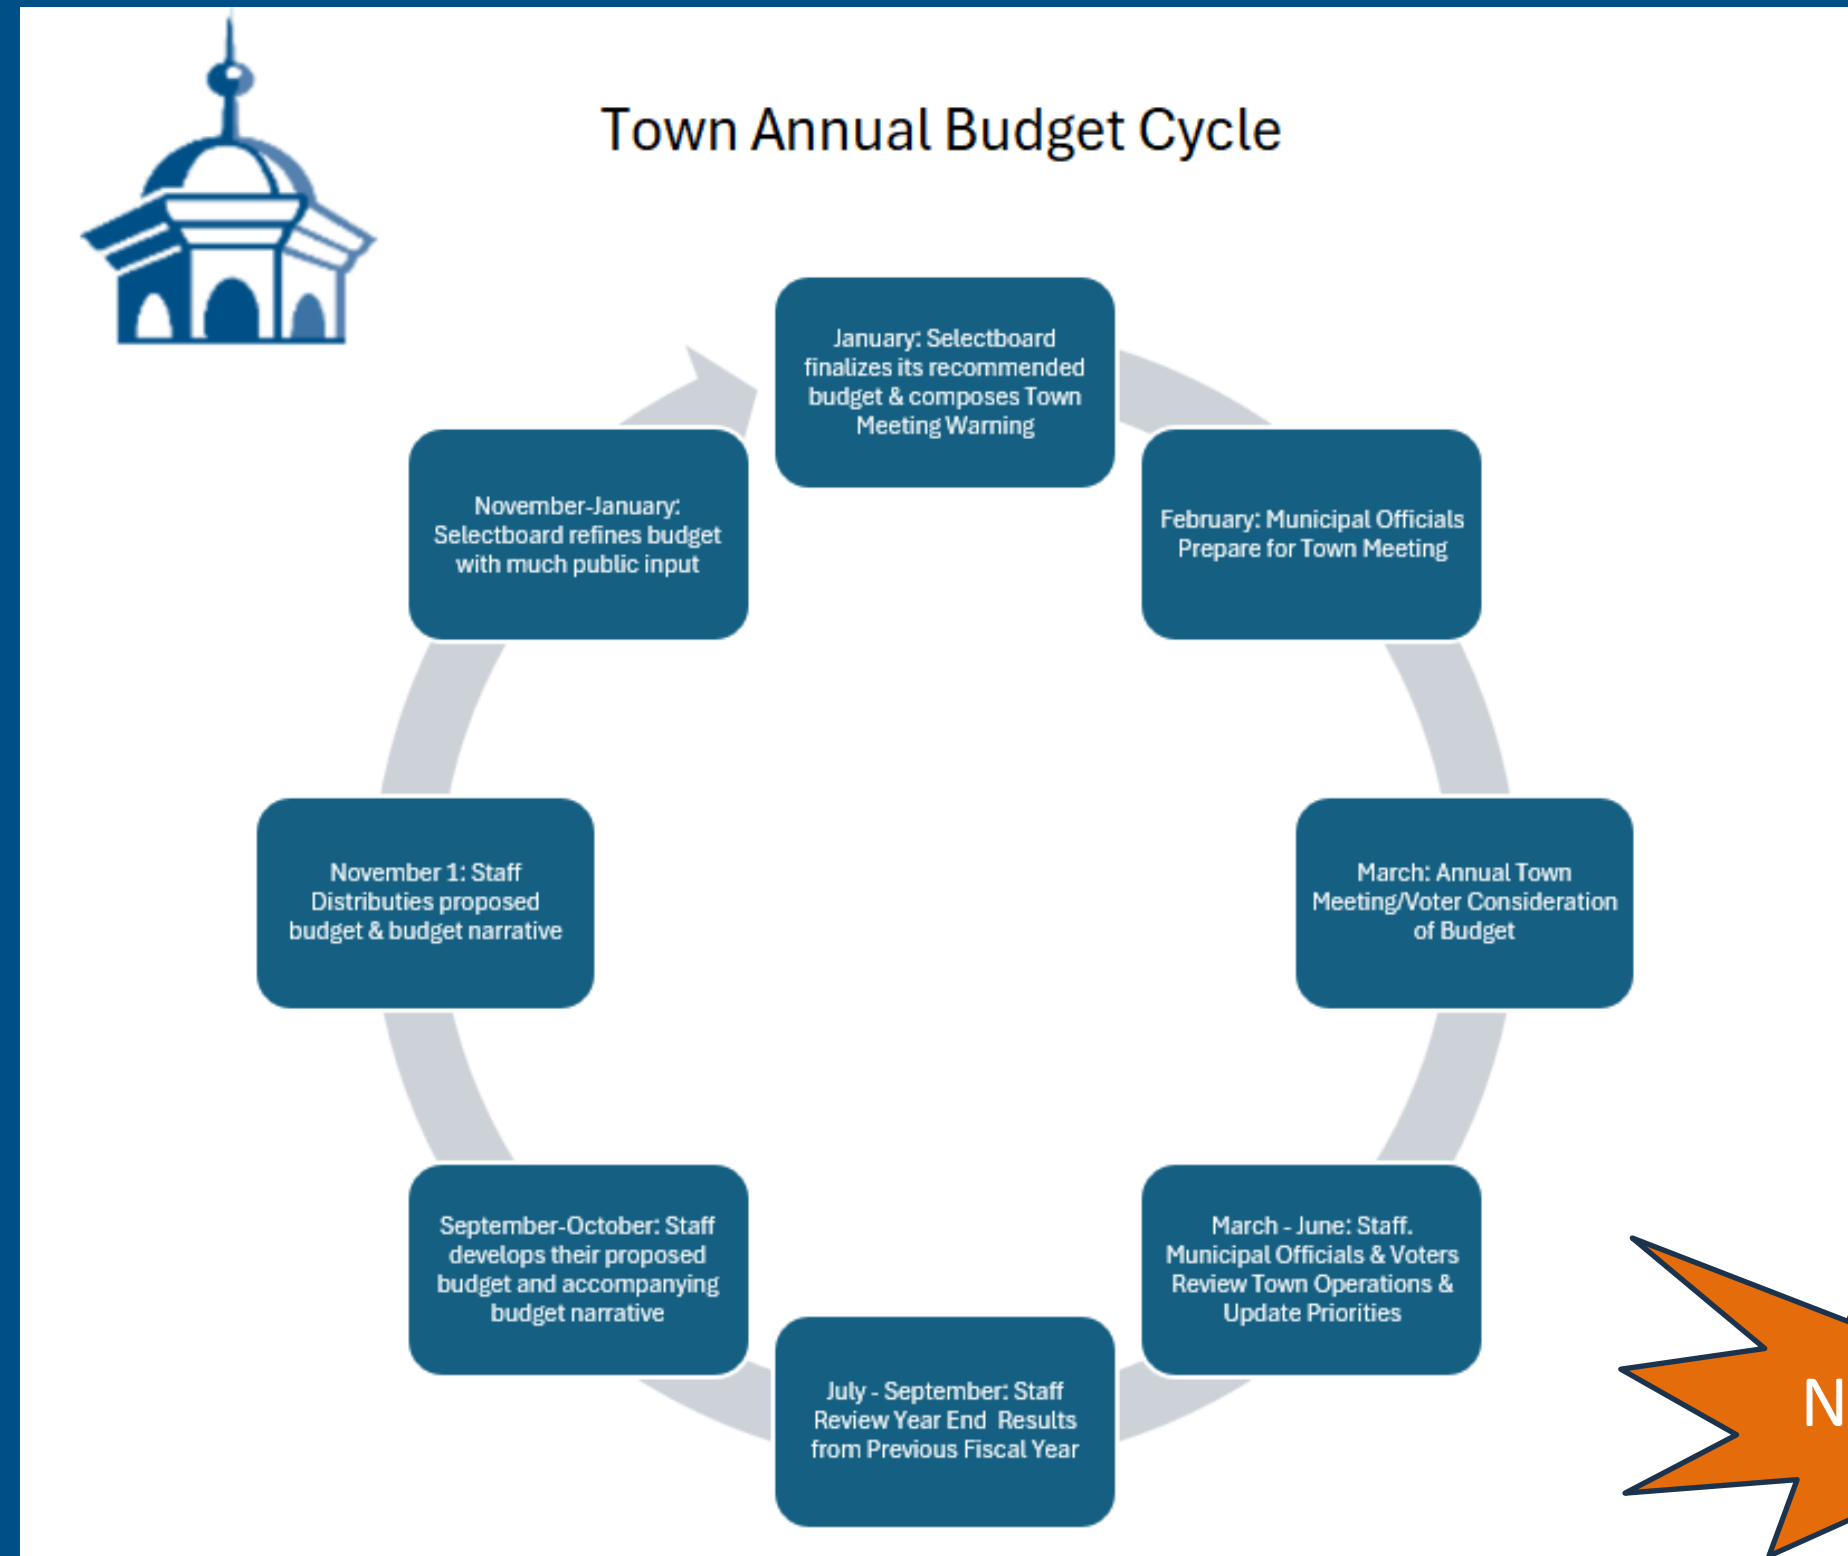 Town Annual Budget Cycle
January: Selectboard
finalizes its recommended
budget & composes Town
Meeting Warning
February: Municipal Officials
Prepare for Town Meeting
March: Annual Town
Meeting/Voter Consideration
of Budget
March - June: Staff.
Municipal Officials & Voters
Review Town Operations &
Update Priorities
July - September: Staff
Review Year End  Results
from Previous Fiscal Year
September-October: Staff
develops their proposed
budget and accompanying
budget narrative
November 1: Staff
Distributies proposed
budget & budget narrative
November-January:
Selectboard refines budget
with much public input